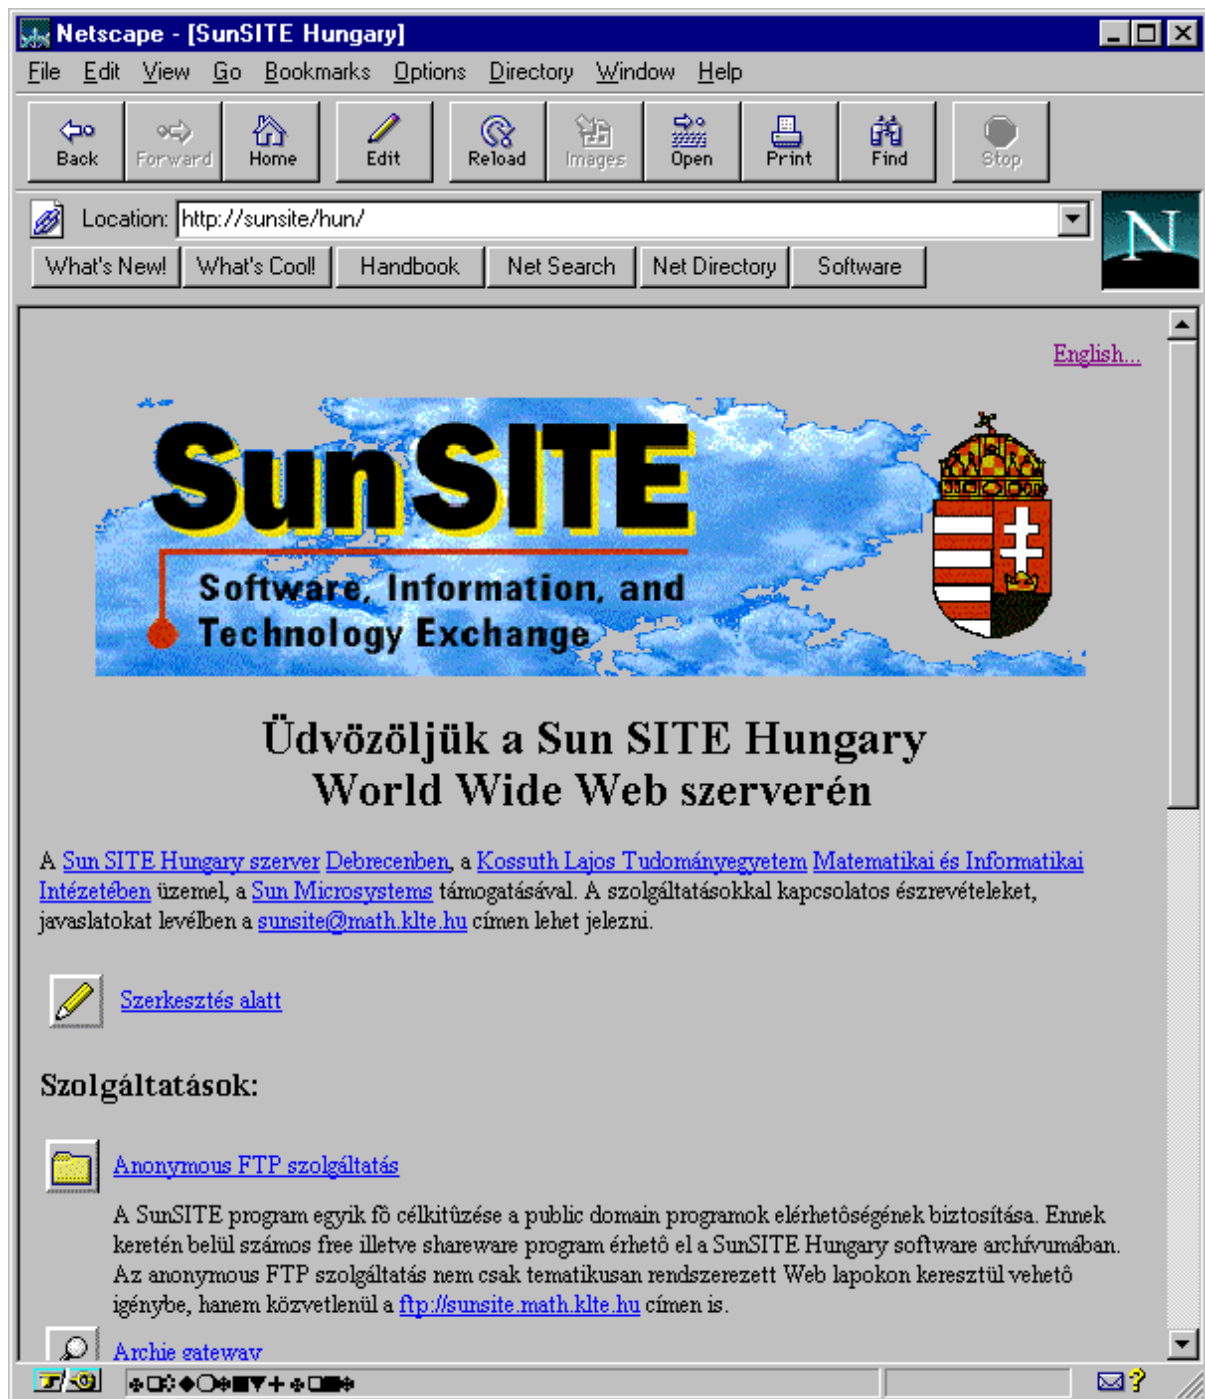 Netscape - [SunSITE Hungary]
File Edit View Go Bookmarks Options Directory Window Help
Back Forward Home Edit Reload Images Open Print Find Stop
Location: http://sunsite/hun/
N
What's New! What's Cool! Handbook Net Search Net Directory Software
English...
SunSITE
Software, Information, and
Technology Exchange
Üdvözöljük a Sun SITE Hungary
World Wide Web szerverén
A Sun SITE Hungary szerver Debrecenben, a Kossuth Lajos Tudományegyetem Matematikai és Informatikai
Intézetében üzemel, a Sun Microsystems támogatásával. A szolgáltatásokkal kapcsolatos észrevételeket,
javaslatokat levélben a sunsite@math.klte.hu címen lehet jelezni.
Szerkesztés alatt
Szolgáltatások:
Anonymous FTP szolgáltatás
A SunSITE program egyik fô célkitûzése a public domain programok elérhetôségének biztosítása. Ennek
keretén belül számos free illetve shareware program érhetô el a SunSITE Hungary software archívumában.
Az anonymous FTP szolgáltatás nem csak tematikusan rendszerezett Web lapokon keresztül vehetô
igénybe, hanem közvetlenül a ftp://sunsite.math.klte.hu címen is.
Archie gateway